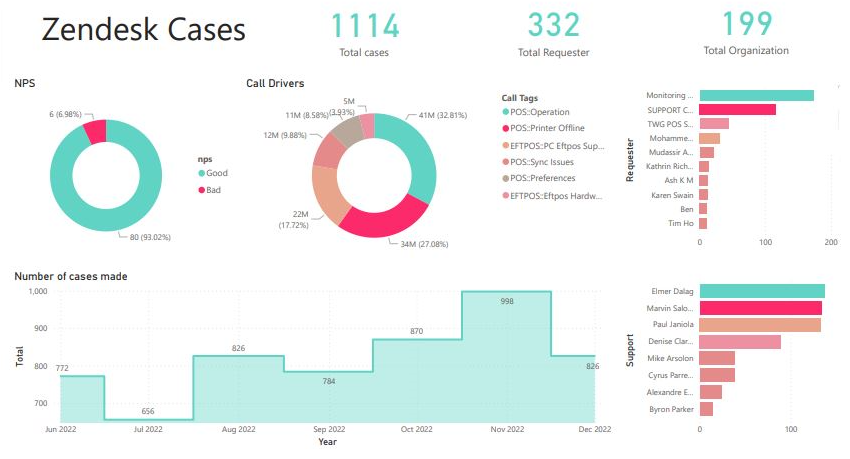 Zendesk Cases
1114
Total cases
332
Total Requester
199
Total Organization
NPS
6 (6.98%)
80 (93.02%)
nps
Good
Bad
Call Drivers
5M
(3.93%)
11M (8.58%)
12M (9.88%)
22M
(17.72%)
34M (27.08%)
41M (32.81%)
Call Tags
POS::Operation
POS::Printer Offline
EFTPOS::PC Eftpos Sup...
POS::Sync Issues
POS::Preferences
EFTPOS::Eftpos Hardw...
Requester
Monitoring ...
SUPPORT C...
TWG POS S...
Mohamme...
Mudassir A...
Kathrin Rich...
Ash K M
Karen Swain
Ben
Tim Ho
0 100 200
Number of cases made
Total
1,000
900
800
700
772
656
826
784
870
998
826
Jun 2022 Jul 2022 Aug 2022 Sep 2022 Oct 2022 Nov 2022 Dec 2022
Year
Support
Elmer Dalag
Marvin Salo...
Paul Janiola
Denise Clar...
Mike Arsolon
Cyrus Parre...
Alexandre E...
Byron Parker
0 100